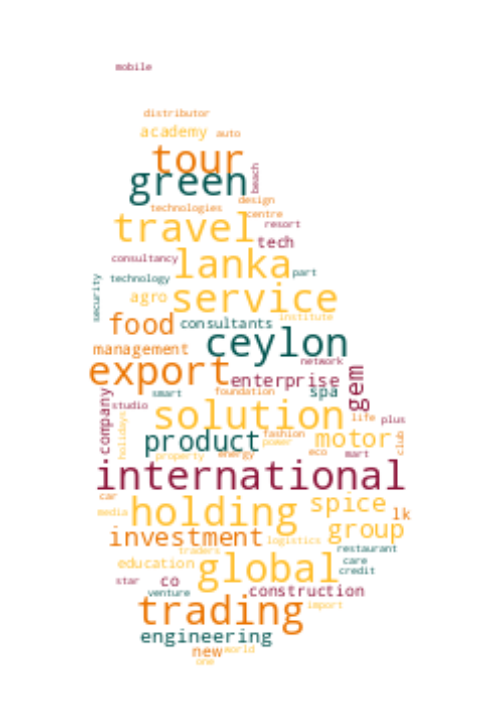 mobile
distributor
academy auto
tour
green
beach
design
technologies
centre
travel
resort
tech
consultancy
lanka
part
technology
security
agro
service
institute
food
consultants
ceylon
management
network
export
enterprise
gem
smart
foundation
spa
company
studio
solution
life
plus
holidays
product
fashion
power
motor
club
property
energy
eco
mart
international
car
media
holding
spice
lk
investment
group
logistics
traders
restaurant
education
global
care
credit
star
co
venture
construction
trading
import
engineering
new
world
one